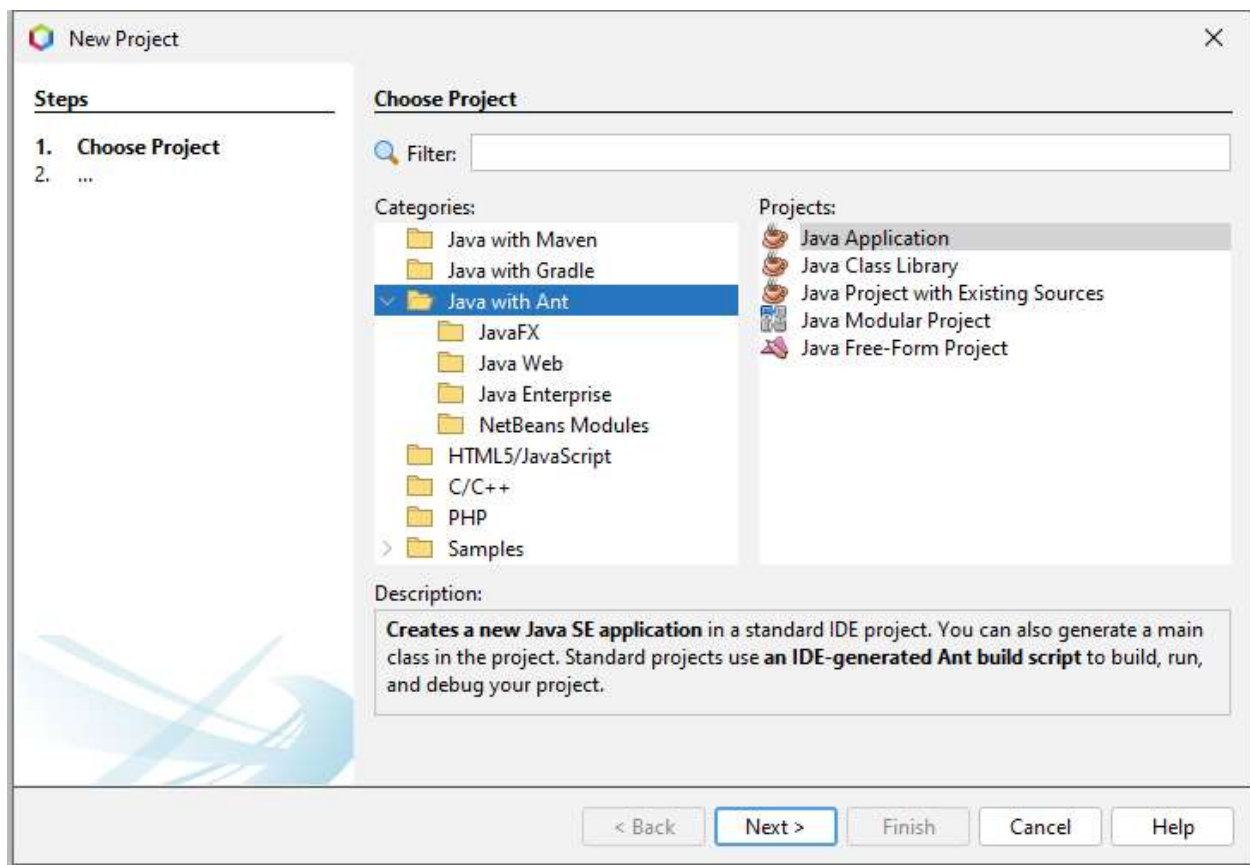 New Project
Steps
1. Choose Project
2. ...
Choose Project
Filter:
Categories:
Java with Maven
Java with Gradle
Java with Ant
JavaFX
Java Web
Java Enterprise
NetBeans Modules
HTML5/JavaScript
C/C++
PHP
Samples
Projects:
Java Application
Java Class Library
Java Project with Existing Sources
Java Modular Project
Java Free-Form Project
Description:
Creates a new Java SE application in a standard IDE project. You can also generate a main
class in the project. Standard projects use an IDE-generated Ant build script to build, run,
and debug your project.
< Back
Next >
Finish
Cancel
Help